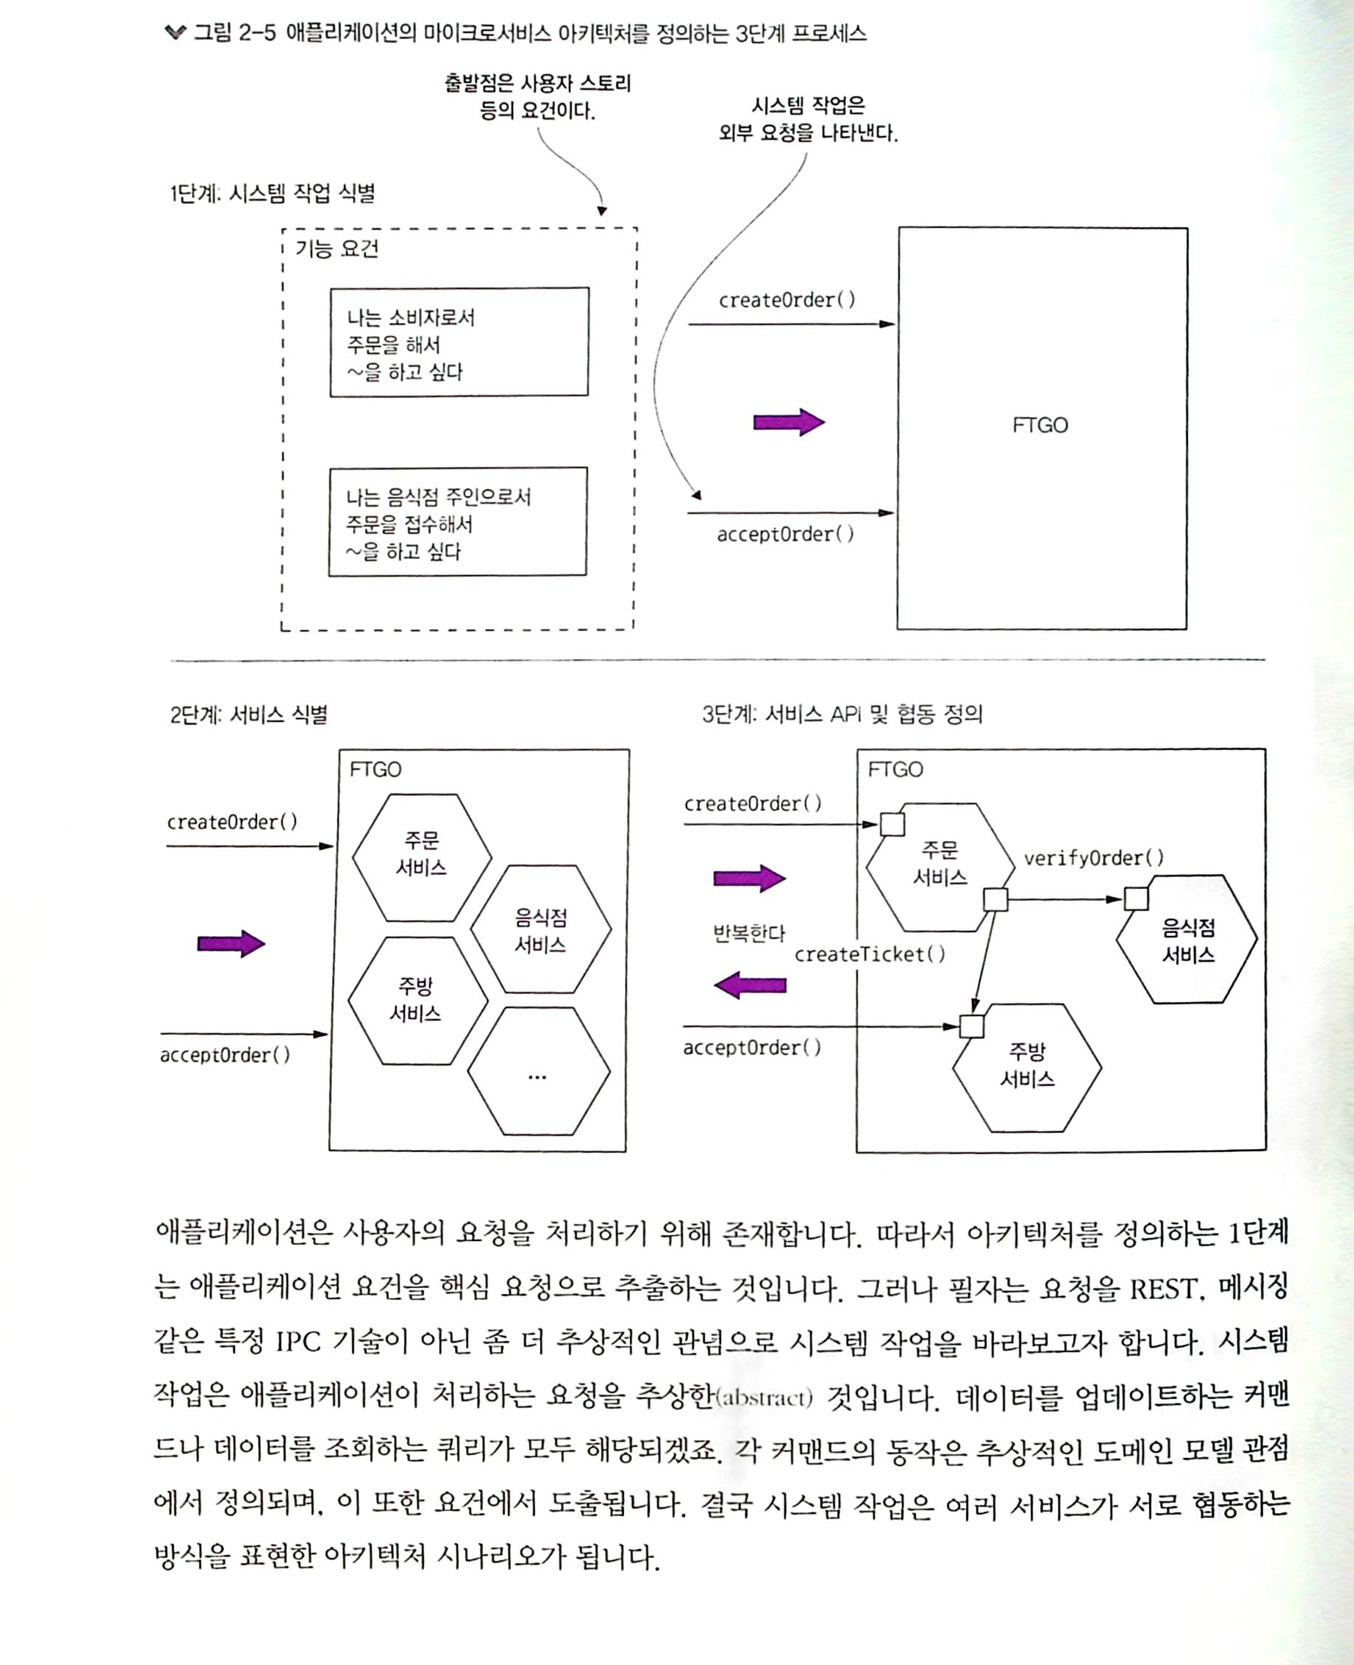 그림 2-5 애플리케이션의 마이크로서비스 아키텍처를 정의하는 3단계 프로세스
출발점은 사용자 스토리
등의 요건이다.
시스템 작업은
외부 요청을 나타낸다.
1단계: 시스템 작업 식별
기능 요건
나는 소비자로서
주문을 해서
~을 하고 싶다
나는 음식점 주인으로서
주문을 접수해서
~을 하고 싶다
createOrder()
acceptOrder()
FTGO
2단계: 서비스 식별
FTGO
createOrder()
주문
서비스
음식점
서비스
주방
서비스
...
acceptOrder()
3단계: 서비스 APi 및 협동 정의
FTGO
createOrder()
주문
서비스
verifyOrder()
음식점
서비스
반복한다
createTicket()
acceptOrder()
주방
서비스
애플리케이션은 사용자의 요청을 처리하기 위해 존재합니다. 따라서 아키텍처를 정의하는 1단계
는 애플리케이션 요건을 핵심 요청으로 추출하는 것입니다. 그러나 필자는 요청을 REST, 메시징
같은 특정 IPC 기술이 아닌 좀 더 추상적인 관념으로 시스템 작업을 바라보고자 합니다. 시스템
작업은 애플리케이션이 처리하는 요청을 추상한(abstract) 것입니다. 데이터를 업데이트하는 커맨
드나 데이터를 조회하는 쿼리가 모두 해당되겠죠. 각 커맨드의 동작은 추상적인 도메인 모델 관점
에서 정의되며, 이 또한 요건에서 도출됩니다. 결국 시스템 작업은 여러 서비스가 서로 협동하는
방식을 표현한 아키텍처 시나리오가 됩니다.